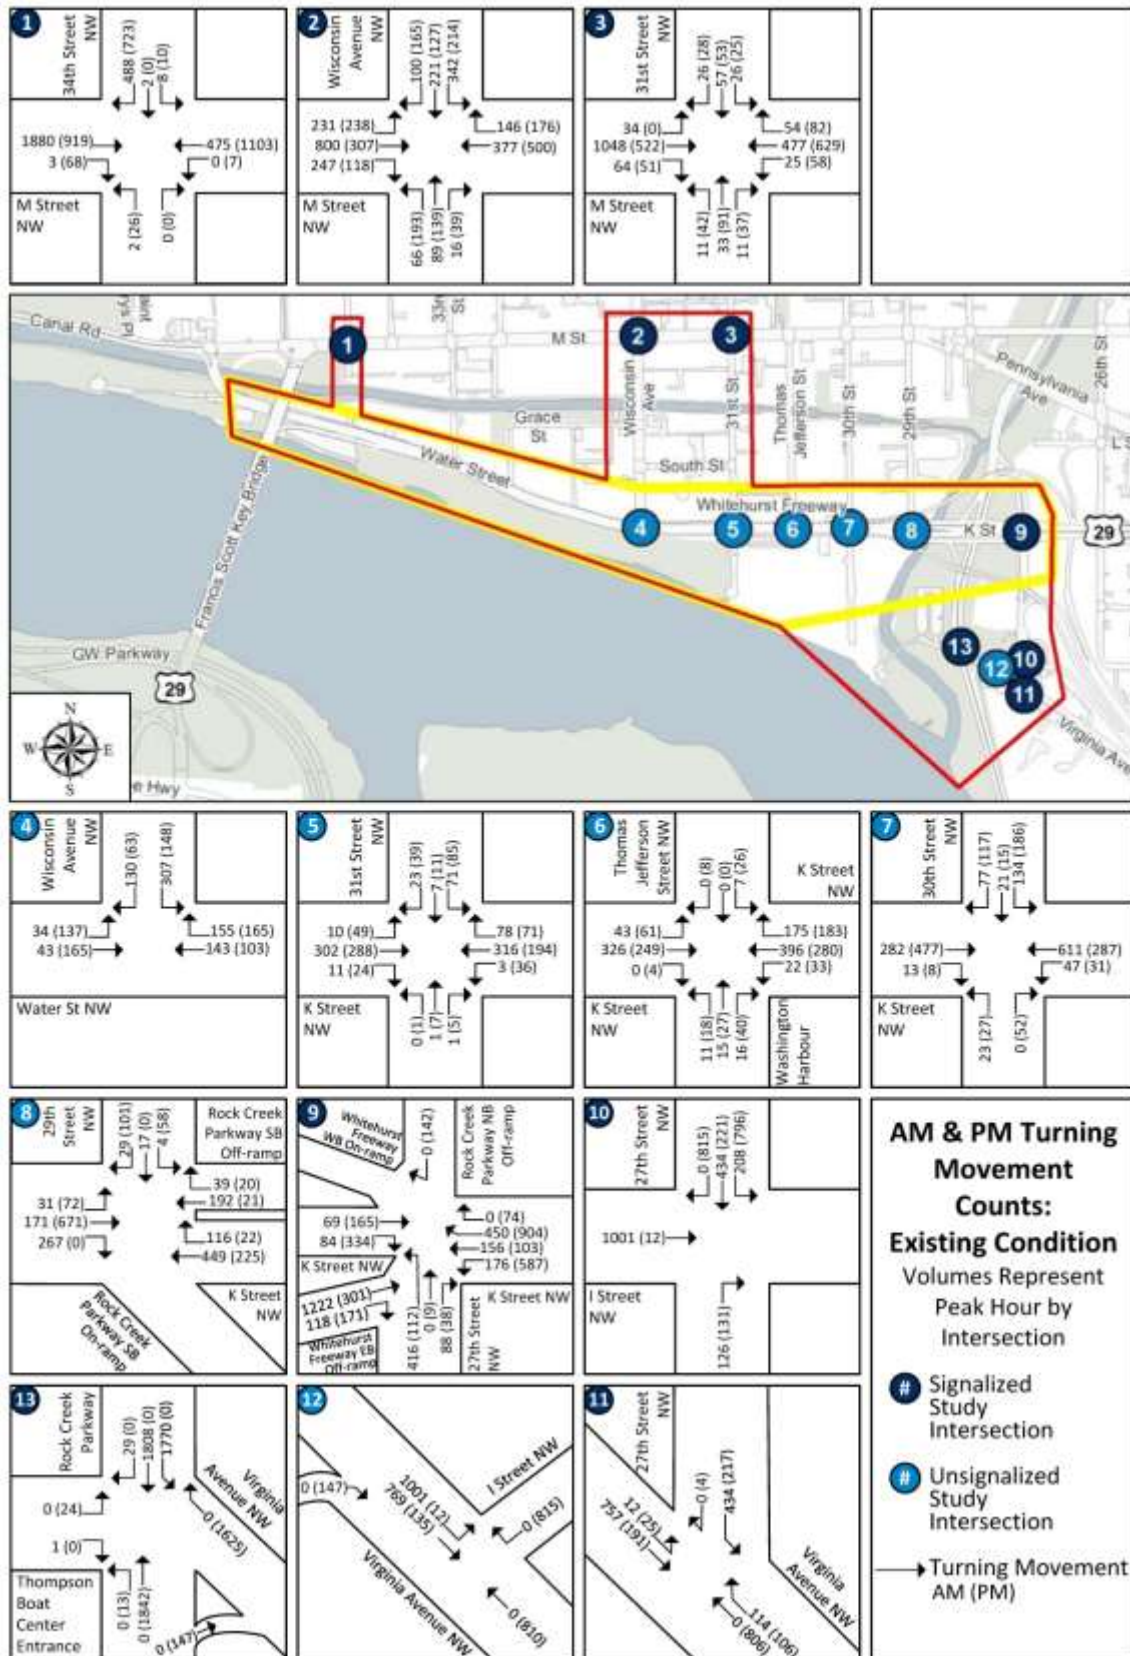 1
34th Street
NW
488 (723)
2 (0)
8 (10)
1880 (919)
3 (68)
475 (1103)
0 (7)
M Street
NW
2 (26)
0 (0)
2
Wisconsin
Avenue
NW
100 (165)
221 (127)
342 (214)
231 (238)
800 (307)
247 (118)
146 (176)
377 (500)
M Street
NW
66 (193)
89 (139)
16 (39)
3
31st Street
NW
26 (28)
57 (53)
26 (25)
34 (0)
1048 (522)
64 (51)
54 (82)
477 (629)
25 (58)
M Street
NW
11 (42)
33 (91)
11 (37)
Canal Rd
aint
ys Pl
33
St
M St
1
2
3
Wisconsin
Ave
31st St
Thomas
Jefferson St
30th St
29th St
Pennsylvania
Ave
26th St
L S
Grace
St
South St
Water Street
Whitehurst Freeway
K St
4
5
6
7
8
9
29
Francis Scott Key Bridge
GW Parkway
29
13
12
10
11
Virginia Ave
N
W E
S
e Hwy
4
Wisconsin
Avenue
NW
130 (63)
307 (148)
34 (137)
43 (165)
155 (165)
143 (103)
Water St NW
5
31st Street
NW
23 (39)
7 (11)
71 (85)
10 (49)
302 (288)
11 (24)
78 (71)
316 (194)
3 (36)
K Street
NW
0 (1)
1 (7)
1 (5)
6
Thomas
Jefferson
Street NW
0 (8)
0 (0)
7 (26)
K Street
NW
43 (61)
326 (249)
0 (4)
175 (183)
396 (280)
22 (33)
K Street
NW
11 (18)
15 (27)
16 (40)
Washington
Harbour
7
30th Street
NW
77 (117)
21 (15)
134 (186)
282 (477)
13 (8)
611 (287)
47 (31)
K Street
NW
23 (27)
0 (52)
8
29th
Street
NW
29 (101)
17 (0)
4 (58)
Rock Creek
Parkway SB
Off-ramp
31 (72)
171 (671)
267 (0)
39 (20)
192 (21)
116 (22)
449 (225)
Rock Creek
Parkway SB
On-ramp
K Street
NW
9
Whitehurst
Freeway
WB On-ramp
0 (142)
Rock Creek
Parkway NB
Off-ramp
69 (165)
84 (334)
0 (74)
450 (904)
156 (103)
176 (587)
K Street NW
1222 (301)
118 (171)
Whitehurst
Freeway EB
Off-ramp
416 (112)
0 (9)
88 (38)
27th Street
NW
K Street NW
10
27th Street
NW
0 (815)
434 (221)
208 (796)
1001 (12)
I Street
NW
126 (131)
AM & PM Turning
Movement
Counts:
Existing Condition
Volumes Represent
Peak Hour by
Intersection
# Signalized
Study
Intersection
# Unsignalized
Study
Intersection
Turning Movement
AM (PM)
13
Rock Creek
Parkway
29 (0)
1808 (0)
1770 (0)
Virginia
Avenue NW
0 (24)
1 (0)
0 (1625)
Thompson
Boat
Center
Entrance
0 (13)
0 (1842)
0 (147)
12
0 (147)
1001 (12)
769 (135)
I Street NW
0 (815)
Virginia Avenue NW
0 (810)
11
27th Street
NW
0 (4)
434 (217)
12 (25)
757 (191)
Virginia
Avenue NW
114 (106)
0 (806)